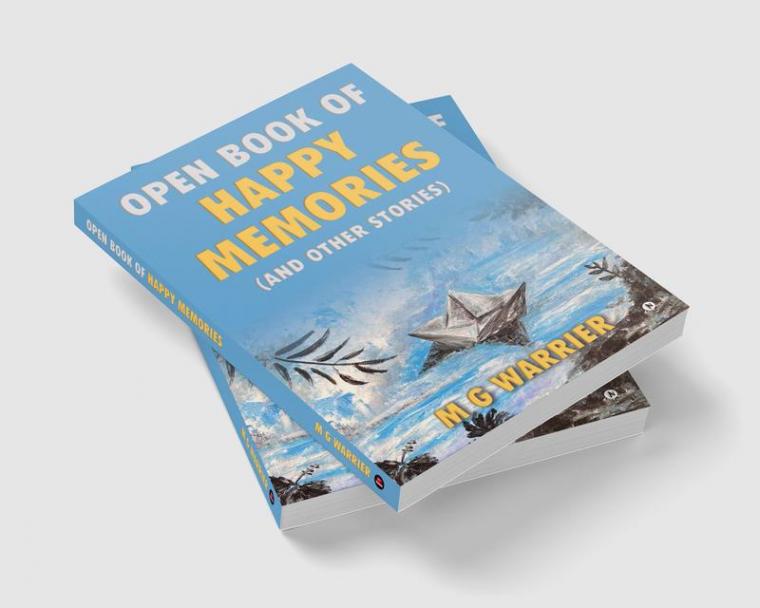 OPEN BOOK OF
HAPPY
MEMORIES
(AND OTHER STORIES)
M G WARRIER
OPEN BOOK OF HAPPY MEMORIES
M G WARRIER
F